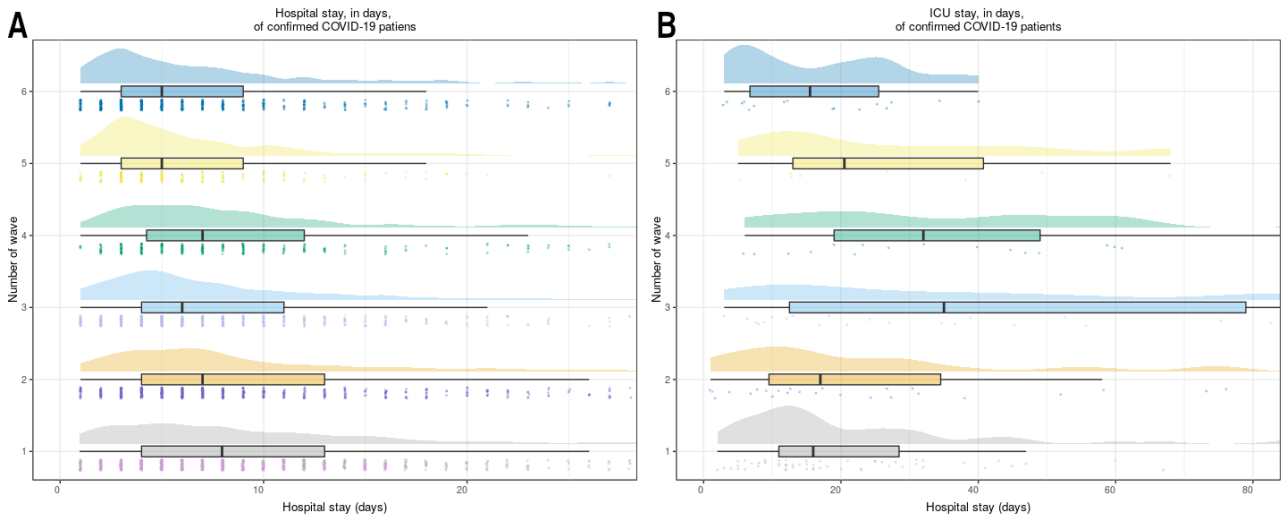 A
Hospital stay, in days,
of confirmed COVID-19 patiens
Number of wave
6
5
4
3
2
1
0
10
20
Hospital stay (days)
B
ICU stay, in days,
of confirmed COVID-19 patients
Number of wave
6
5
4
3
2
1
0
20
40
60
80
Hospital stay (days)